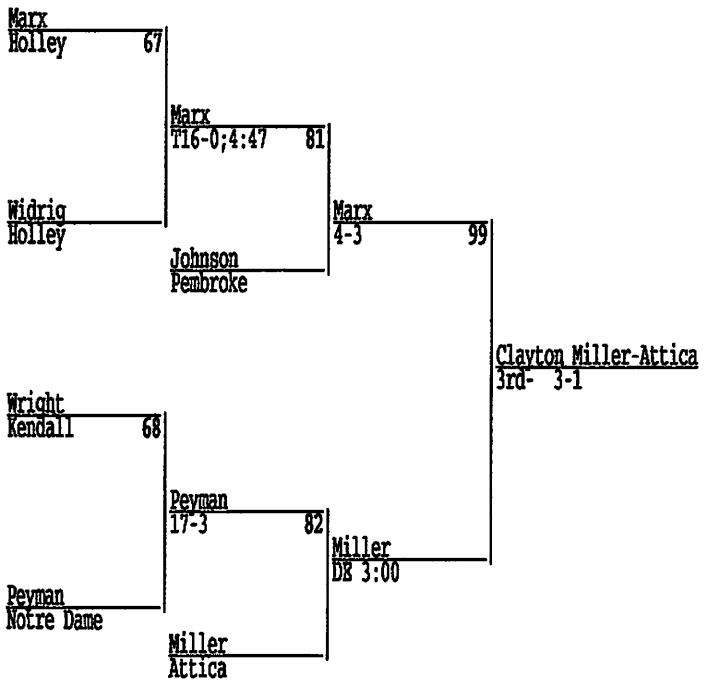 Marx
Holley 67
Marx
T16-0;4:47 81
Widrig
Holley
Marx
4-3 99
Johnson
Pembroke
Clayton Miller-Attica
3rd- 3-1
Wright
Kendall 68
Peyman
17-3 82
Miller
DE 3:00
Peyman
Notre Dame
Miller
Attica